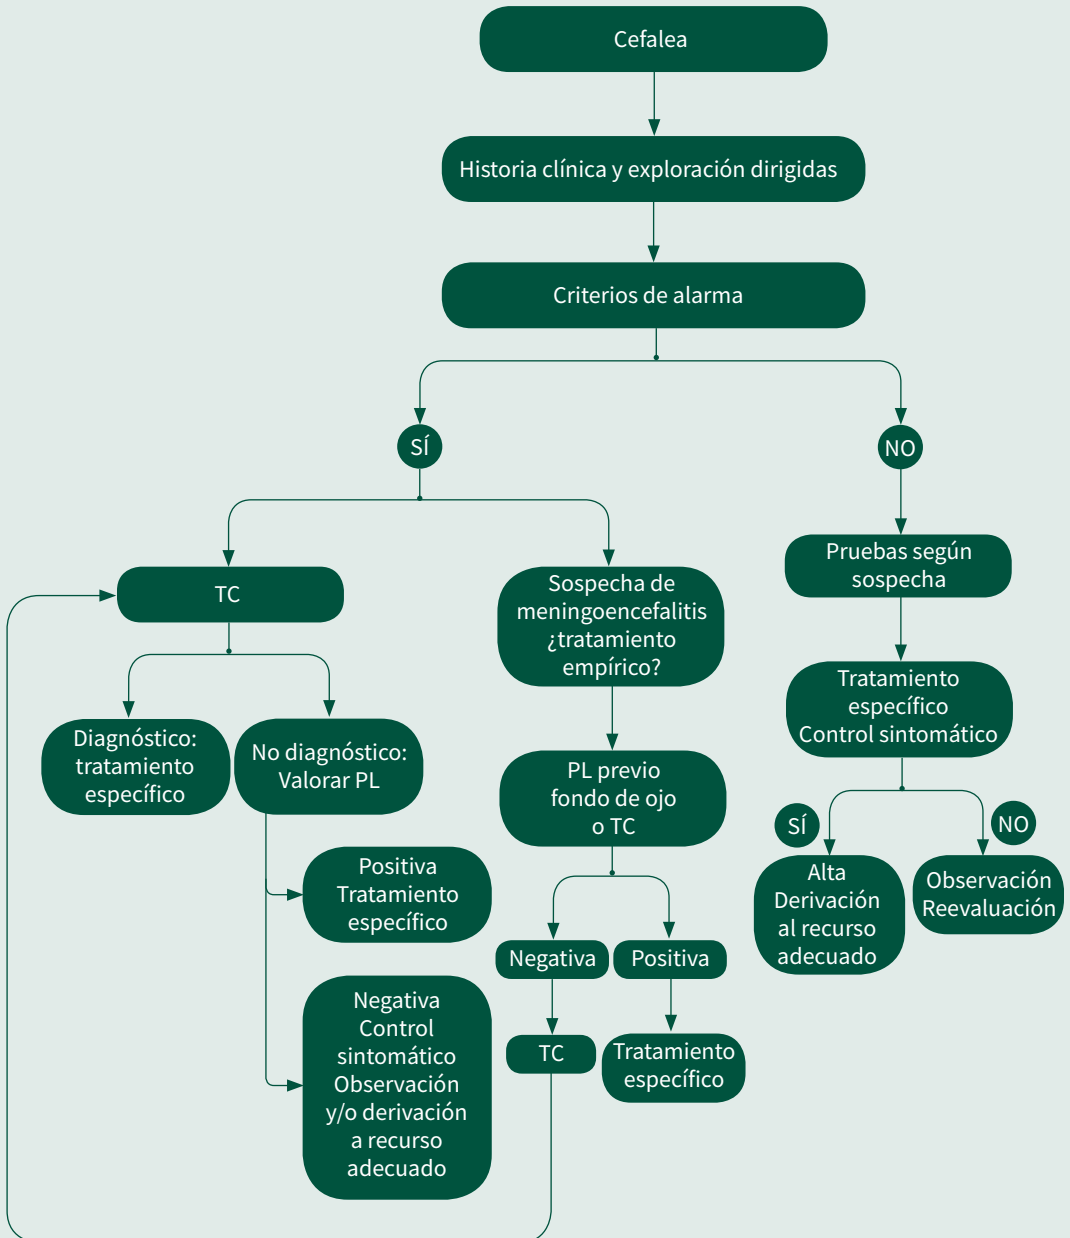 Cefalea
Historia clínica y exploración dirigidas
Criterios de alarma
SÍ
NO
TC
Sospecha de
meningoencefalitis
¿tratamiento
empírico?
Pruebas según
sospecha
Diagnóstico:
tratamiento
específico
No diagnóstico:
Valorar PL
PL previo
fondo de ojo
o TC
Tratamiento
específico
Control sintomático
SÍ
NO
Positiva
Tratamiento
específico
Alta
Derivación
al recurso
adecuado
Observación
Reevaluación
Negativa
Positiva
Negativa
Control
sintomático
Observación
y/o derivación
a recurso
adecuado
TC
Tratamiento
específico